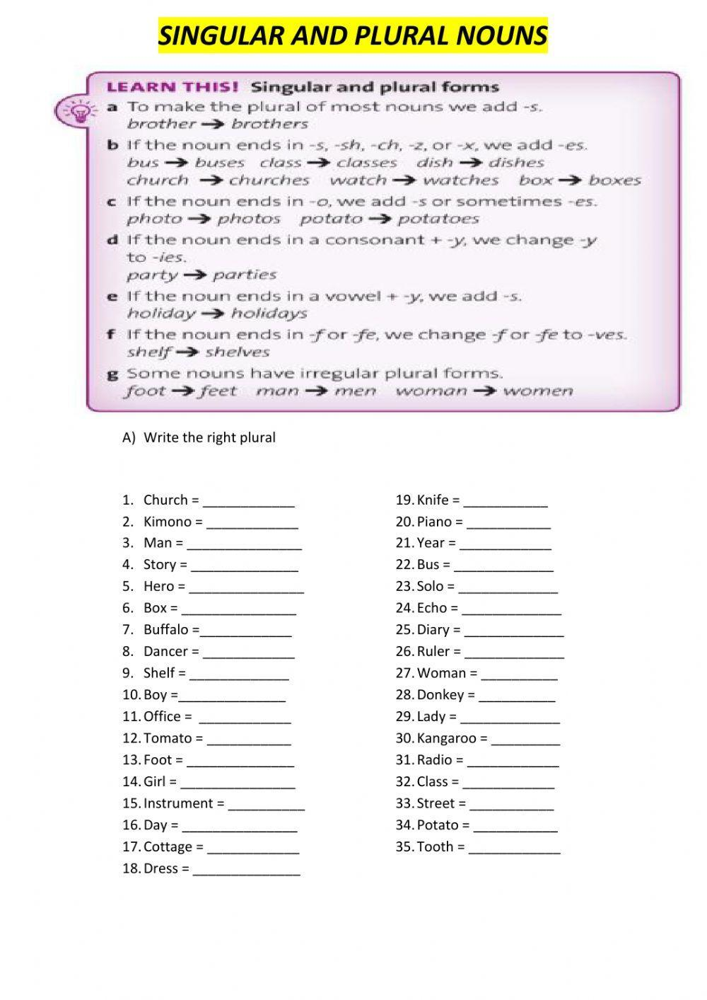 SINGULAR AND PLURAL NOUNS
LEARN THIS! Singular and plural forms
a To make the plural of most nouns we add -s.
brother → brothers
b If the noun ends in -s, -sh, -ch, -z, or -x, we add -es.
bus → buses class → classes dish → dishes
church → churches watch → watches box → boxes
c If the noun ends in -o, we add -s or sometimes -es.
photo → photos potato → potatoes
d If the noun ends in a consonant + -y, we change -y
to -ies.
party → parties
e If the noun ends in a vowel + -y, we add -s.
holiday → holidays
f If the noun ends in -f or -fe, we change -f or -fe to -ves.
shelf → shelves
g Some nouns have irregular plural forms.
foot → feet man → men woman → women
A) Write the right plural
1. Church = ____________
2. Kimono = ____________
3. Man = _______________
4. Story = ______________
5. Hero = _______________
6. Box = _______________
7. Buffalo =____________
8. Dancer = ____________
9. Shelf = _____________
10. Boy =______________
11. Office = ____________
12. Tomato = ___________
13. Foot = ______________
14. Girl = _______________
15. Instrument = __________
16. Day = _______________
17. Cottage = ____________
18. Dress = ______________
19. Knife = ___________
20. Piano = ___________
21. Year = ____________
22. Bus = _____________
23. Solo = _____________
24. Echo = _____________
25. Diary = _____________
26. Ruler = _____________
27. Woman = __________
28. Donkey = __________
29. Lady = _____________
30. Kangaroo = _________
31. Radio = ____________
32. Class = ____________
33. Street = ___________
34. Potato = ___________
35. Tooth = ____________